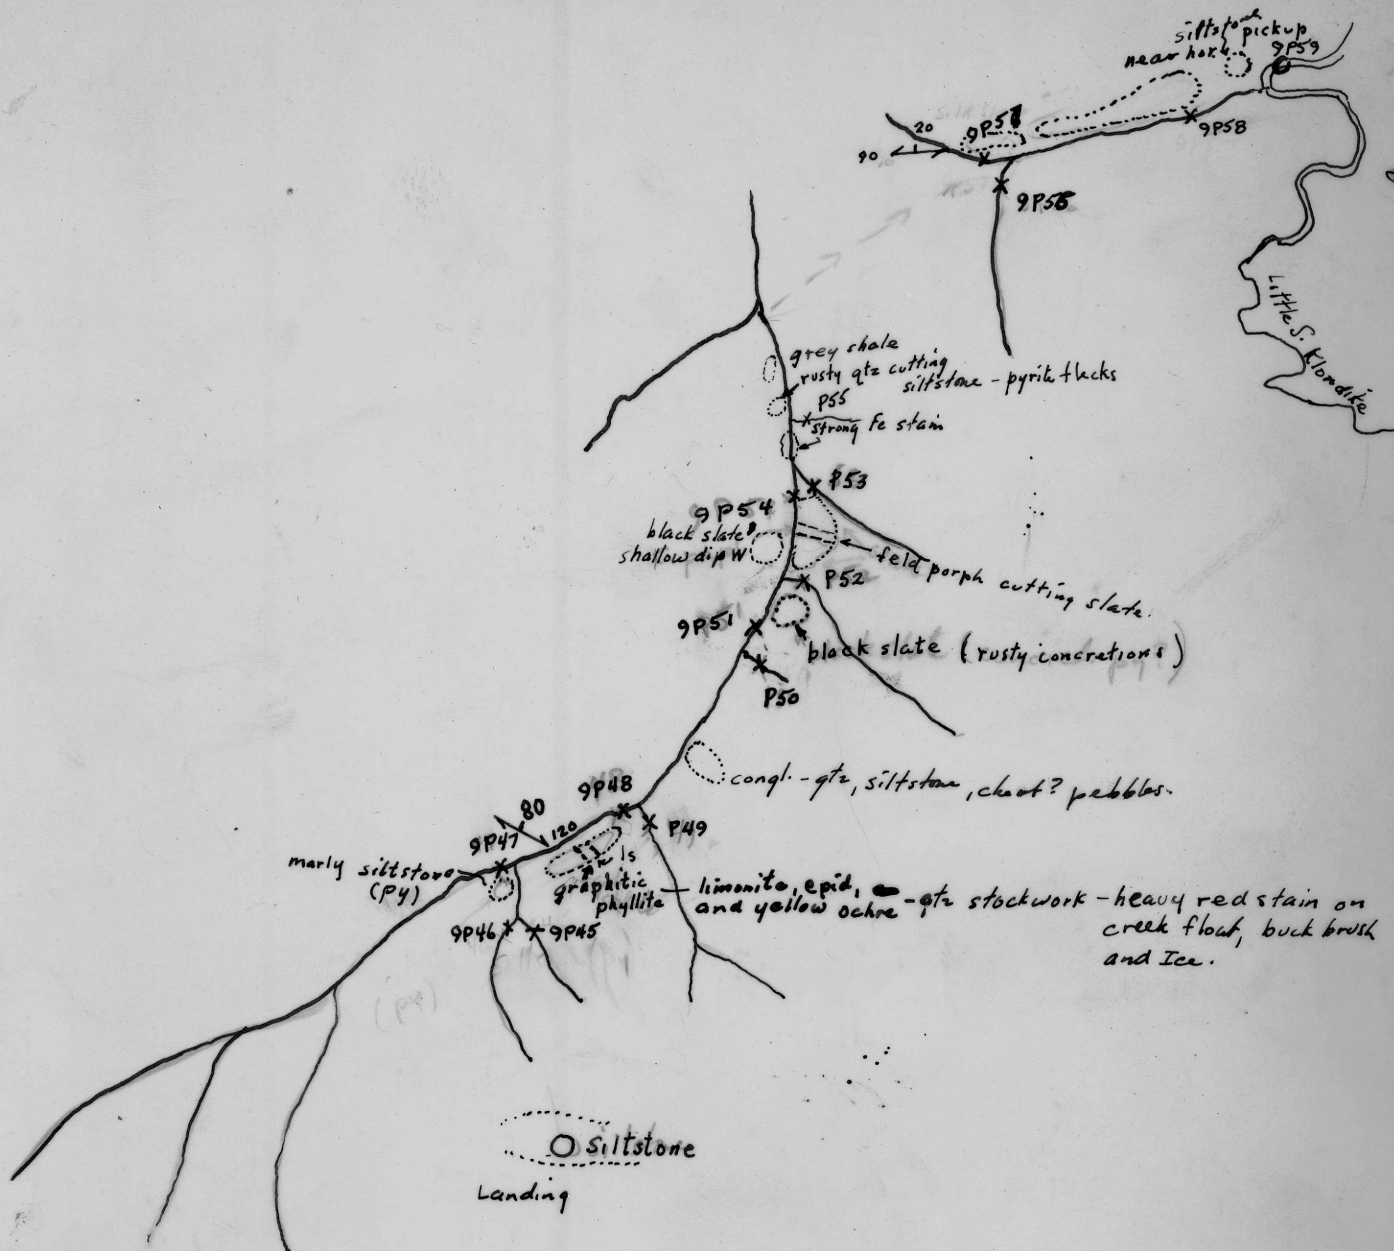 siltstone pickup
near here
9P59
9P58
20
9P57
90
9P56
Little S. Klondike
grey shale
rusty qtz cutting
siltstone - pyrite flecks
P55
strong Fe stain
P53
9P54
black slate
shallow dip W
feld porph cutting slate.
P52
9P51
black slate (rusty concretions)
P50
congl. - qtz, siltstone, chert? pebbles.
9P48
80
120
9P47
P49
marly siltstone
(py)
ls
graphitic
phyllite
limonite, epid,
and yellow ochre
- qtz stockwork - heavy red stain on
creek float, buck brush
and Ice.
9P46
9P45
Siltstone
Landing